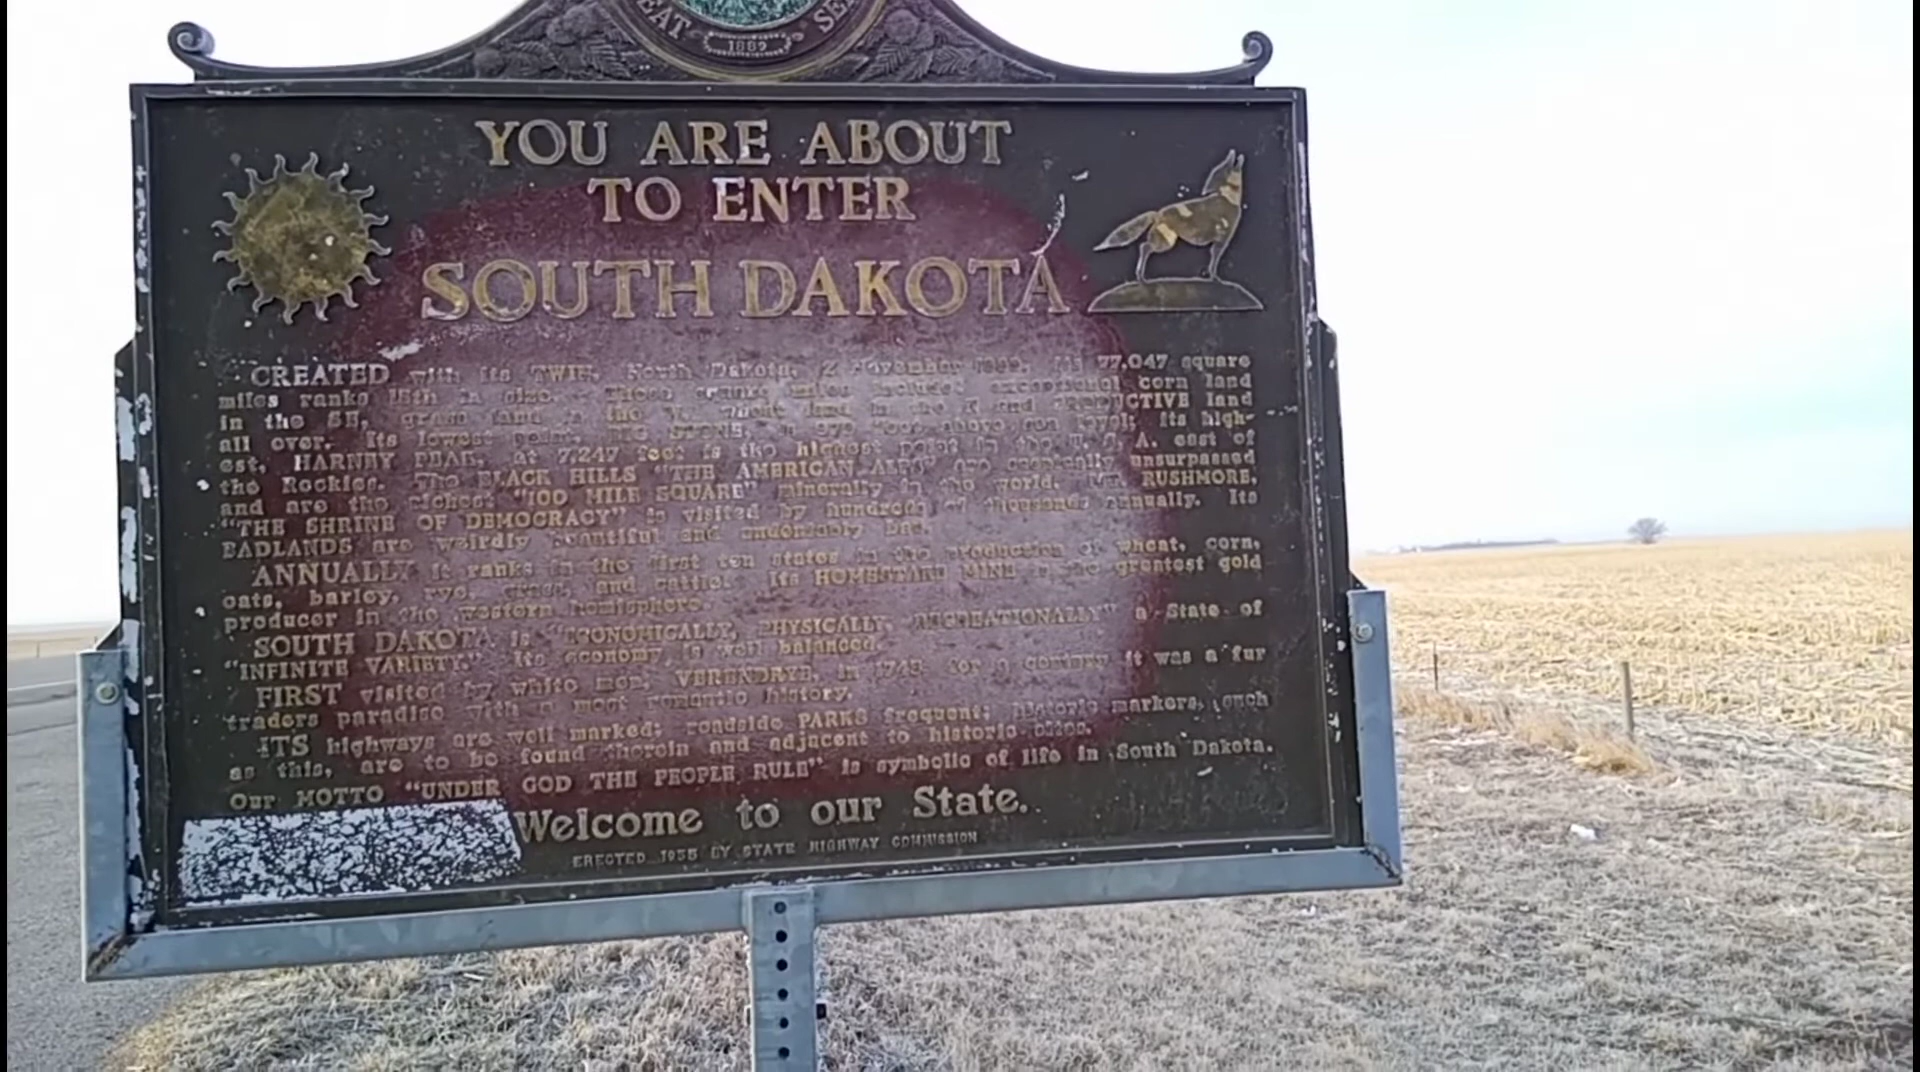 GREAT SEAL
1889
YOU ARE ABOUT
TO ENTER
SOUTH DAKOTA
CREATED with its TWIN, North Dakota, 2 November 1889. Its 77,047 square
miles ranks 15th in size. These miles include: exceptional corn land
in the SE, grass land in the W, wheat land in the N and PRODUCTIVE land
all over. Its lowest point, BIG STONE, feet above sea level; its high-
est, HARNEY PEAK, at 7,247 feet is the highest point in the U. S. A. east of
the Rockies. The BLACK HILLS "THE AMERICAN ALPS" are scenically unsurpassed
and are the richest "100 MILE SQUARE" minerally in the world. Mt. RUSHMORE,
"THE SHRINE OF DEMOCRACY" is visited by hundreds of thousands annually. Its
BADLANDS are weirdly beautiful and undeniably bad.
ANNUALLY it ranks in the first ten states in the production of wheat, corn,
oats, barley, rye, grass, and cattle. Its HOMESTAKE MINE is the greatest gold
producer in the western hemisphere.
SOUTH DAKOTA is "ECONOMICALLY, PHYSICALLY, RECREATIONALLY" a State of
"INFINITE VARIETY." Its economy is well balanced.
FIRST visited by white men, VERENDRYE, in 1743, for a century it was a fur
traders paradise with a most romantic history.
ITS highways are well marked; roadside PARKS frequent; historic markers, such
as this, are to be found therein and adjacent to historic sites.
Our MOTTO "UNDER GOD THE PEOPLE RULE" is symbolic of life in South Dakota.
Welcome to our State.
ERECTED 1955 BY STATE HIGHWAY COMMISSION